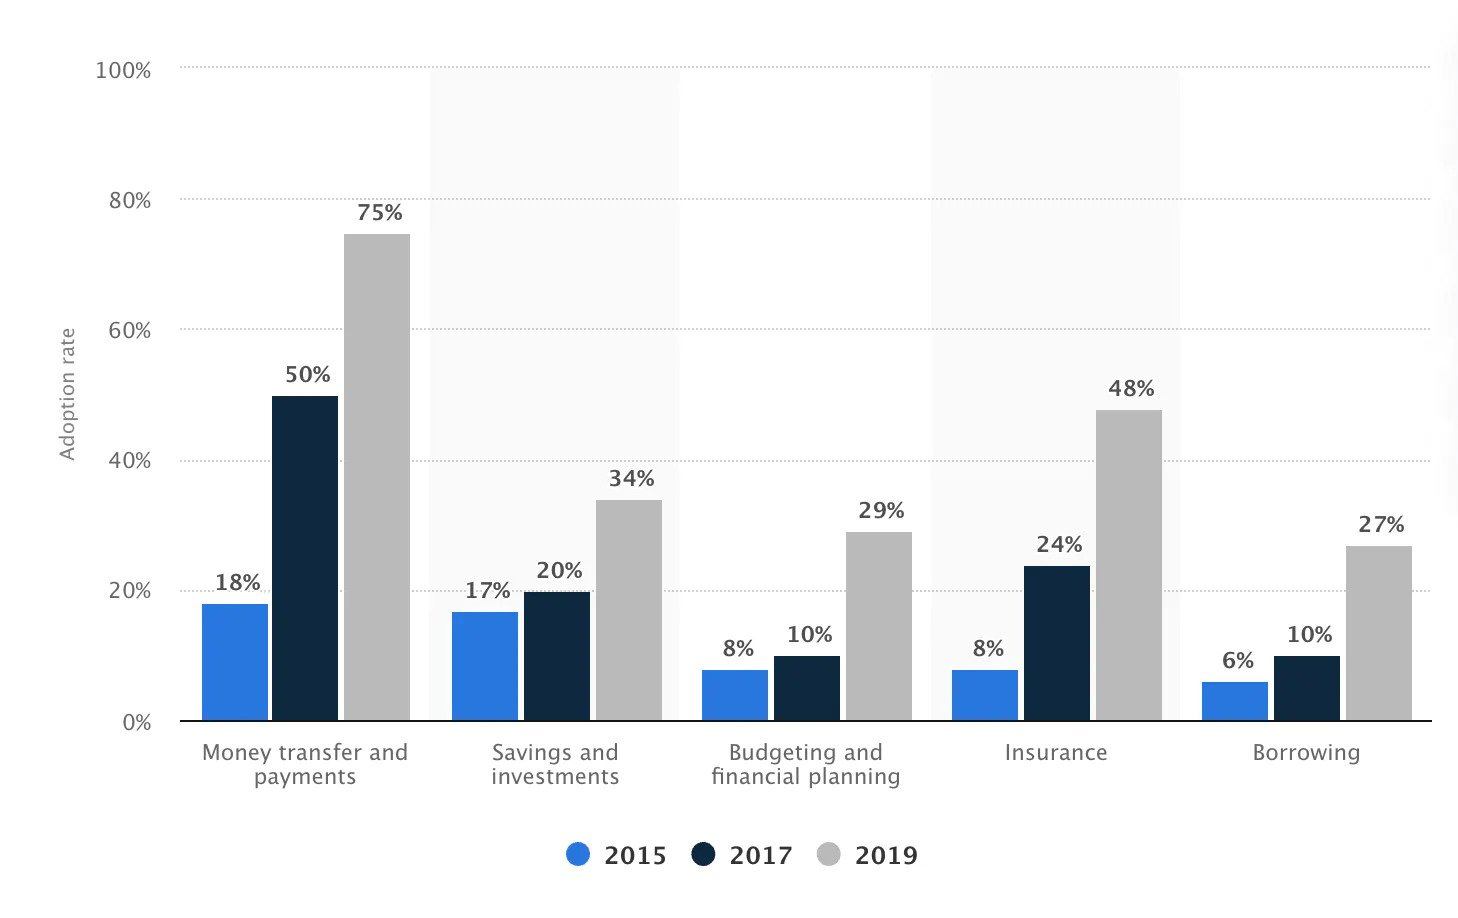 100%
80%
60%
40%
20%
0%
Adoption rate
18%
50%
75%
17%
20%
34%
8%
10%
29%
8%
24%
48%
6%
10%
27%
Money transfer and
payments
Savings and
investments
Budgeting and
financial planning
Insurance
Borrowing
2015 2017 2019